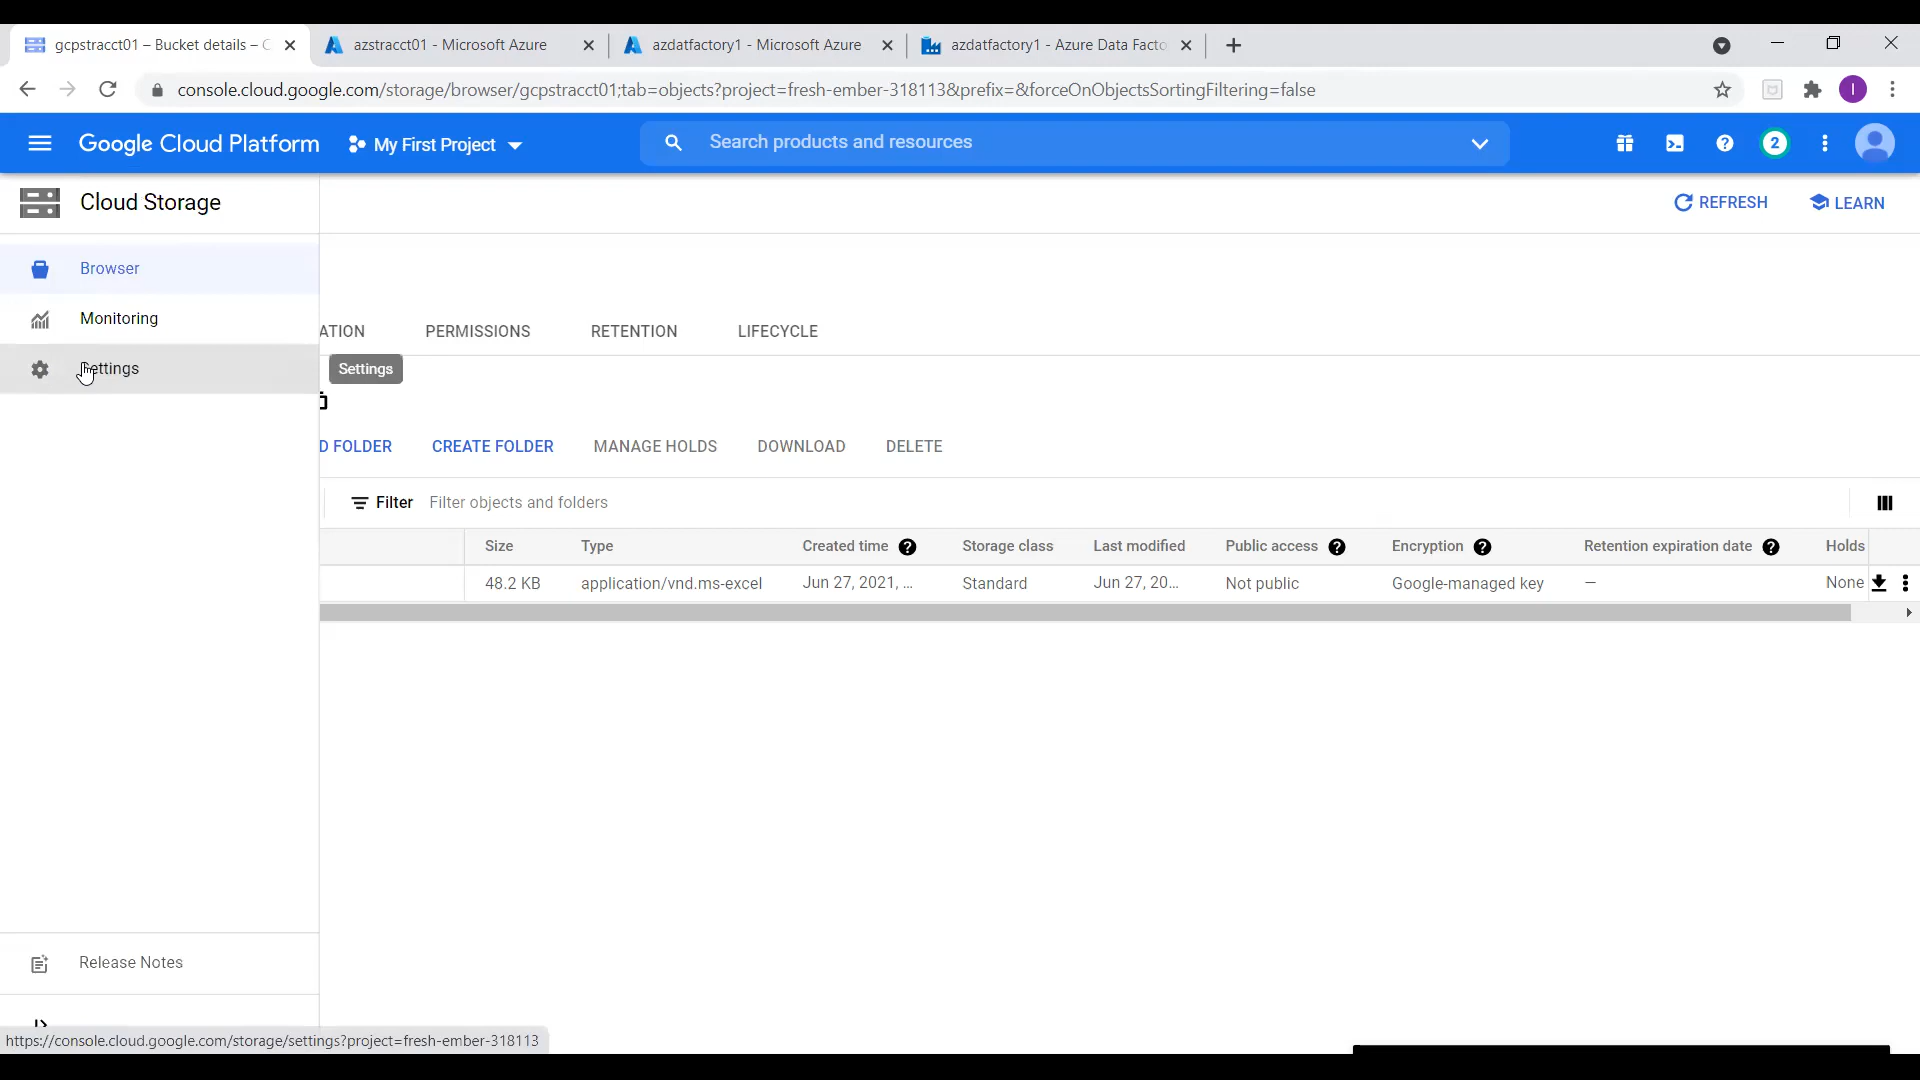 gcpstracct01 – Bucket details – C
azstracct01 - Microsoft Azure
azdatfactory1 - Microsoft Azure
azdatfactory1 - Azure Data Facto
console.cloud.google.com/storage/browser/gcpstracct01;tab=objects?project=fresh-ember-318113&prefix=&forceOnObjectsSortingFiltering=false
I
Google Cloud Platform
My First Project
Search products and resources
2
Cloud Storage
REFRESH
LEARN
Browser
Monitoring
Settings
ATION
PERMISSIONS
RETENTION
LIFECYCLE
Settings
D FOLDER
CREATE FOLDER
MANAGE HOLDS
DOWNLOAD
DELETE
Filter
Filter objects and folders
Size
Type
Created time
Storage class
Last modified
Public access
Encryption
Retention expiration date
Holds
48.2 KB
application/vnd.ms-excel
Jun 27, 2021, ...
Standard
Jun 27, 20...
Not public
Google-managed key
—
None
Release Notes
https://console.cloud.google.com/storage/settings?project=fresh-ember-318113